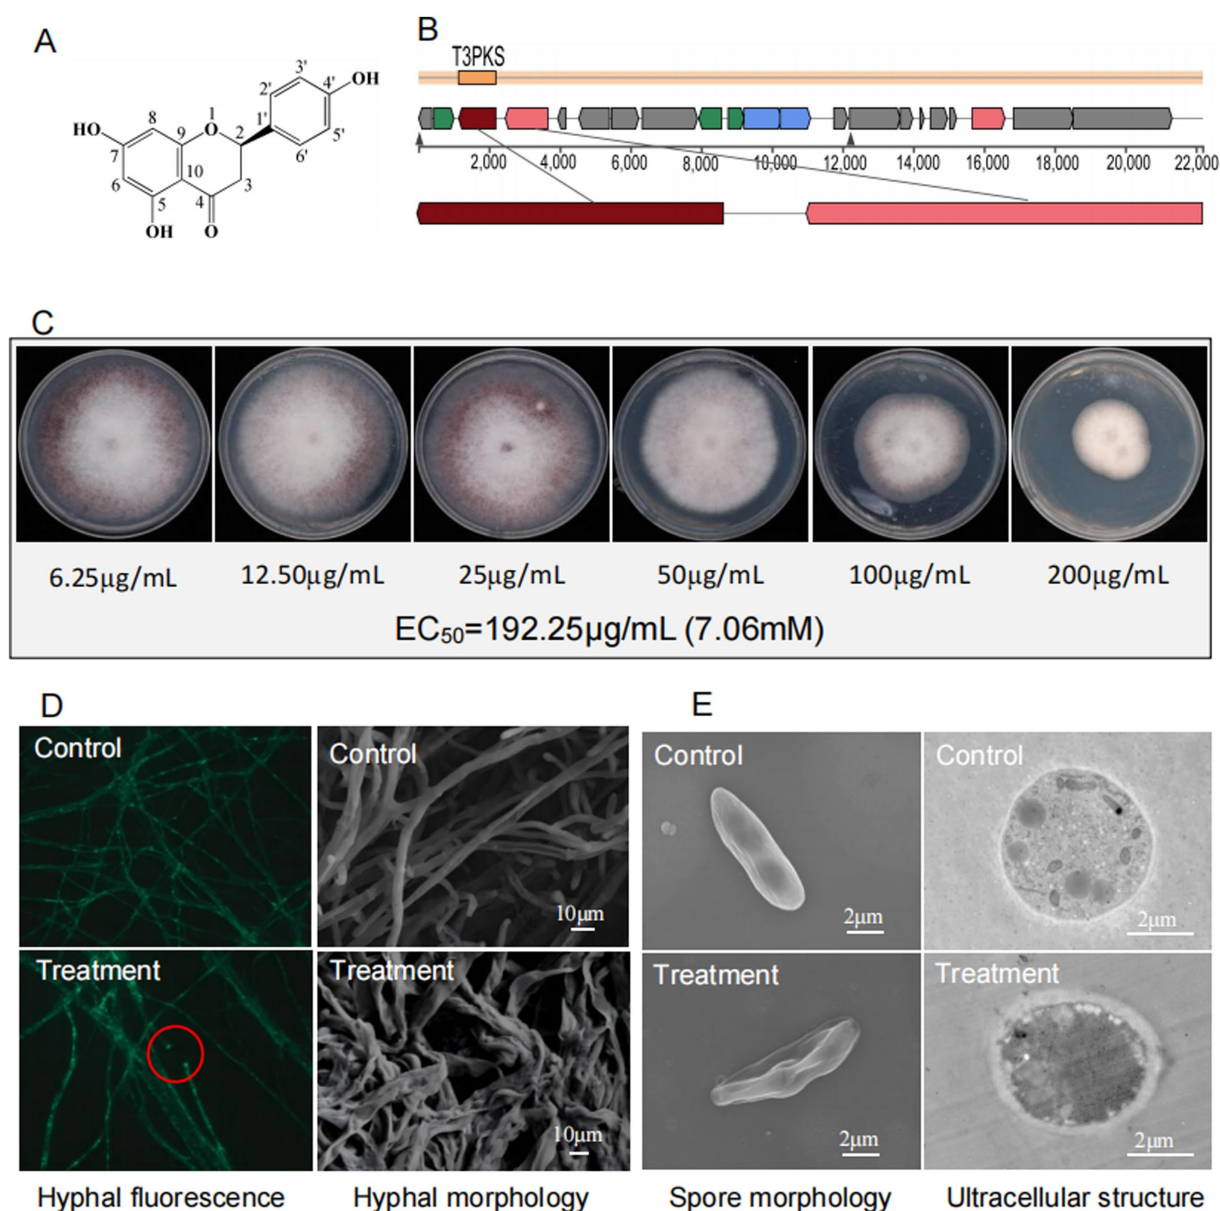 A
B
OH
3'
4'
2'
5'
1'
6'
8
1
2
HO
9
7
10
6
3
5
4
OH
O
T3PKS
2,000
4,000
6,000
8,000
10,000
12,000
14,000
16,000
18,000
20,000
22,000
C
6.25μg/mL
12.50μg/mL
25μg/mL
50μg/mL
100μg/mL
200μg/mL
EC₅₀=192.25μg/mL (7.06mM)
D
E
Control
Control
Control
Control
10μm
2μm
2μm
Treatment
Treatment
Treatment
Treatment
10μm
2μm
2μm
Hyphal fluorescence
Hyphal morphology
Spore morphology
Ultracellular structure